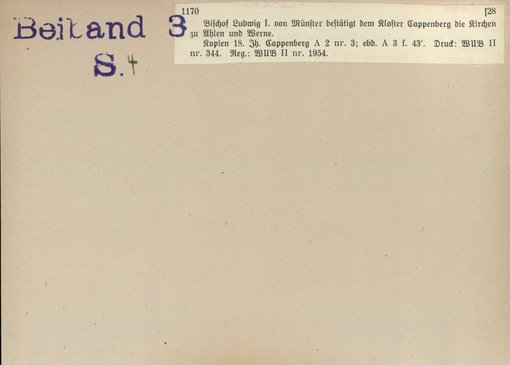 Beiband 3
S. 4
1170 [28
Bischof Ludwig I. von Münster bestätigt dem Kloster Cappenberg die Kirchen
zu Ahlen und Werne.
Kopien 18. Jh. Cappenberg A 2 nr. 3; ebd. A 3 f. 43'. Druck: WUB II
nr. 344. Reg.: WUB II nr. 1954.